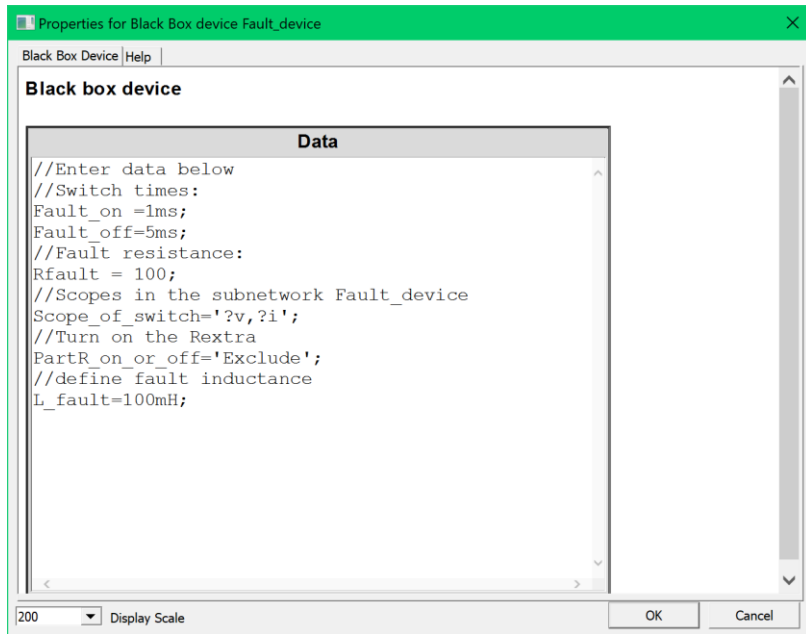 Properties for Black Box device Fault_device
Black Box Device Help
Black box device
Data
//Enter data below
//Switch times:
Fault_on =1ms;
Fault_off=5ms;
//Fault resistance:
Rfault = 100;
//Scopes in the subnetwork Fault_device
Scope_of_switch='?v,?i';
//Turn on the Rextra
PartR_on_or_off='Exclude';
//define fault inductance
L_fault=100mH;
200 Display Scale OK Cancel